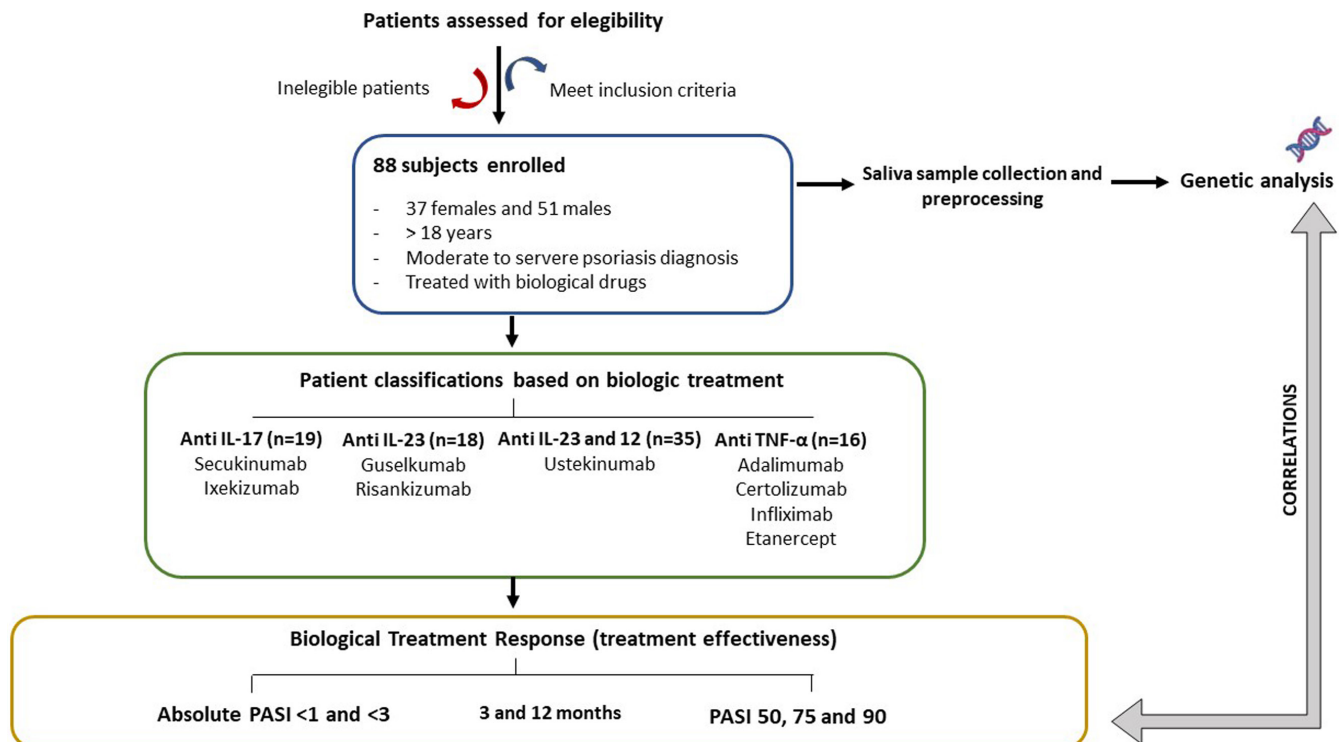 Patients assessed for elegibility
Inelegible patients
Meet inclusion criteria
88 subjects enrolled
- 37 females and 51 males
- > 18 years
- Moderate to servere psoriasis diagnosis
- Treated with biological drugs
Saliva sample collection and
preprocessing
Genetic analysis
Patient classifications based on biologic treatment
Anti IL-17 (n=19)
Secukinumab
Ixekizumab
Anti IL-23 (n=18)
Guselkumab
Risankizumab
Anti IL-23 and 12 (n=35)
Ustekinumab
Anti TNF-α (n=16)
Adalimumab
Certolizumab
Infliximab
Etanercept
CORRELATIONS
Biological Treatment Response (treatment effectiveness)
Absolute PASI <1 and <3
3 and 12 months
PASI 50, 75 and 90